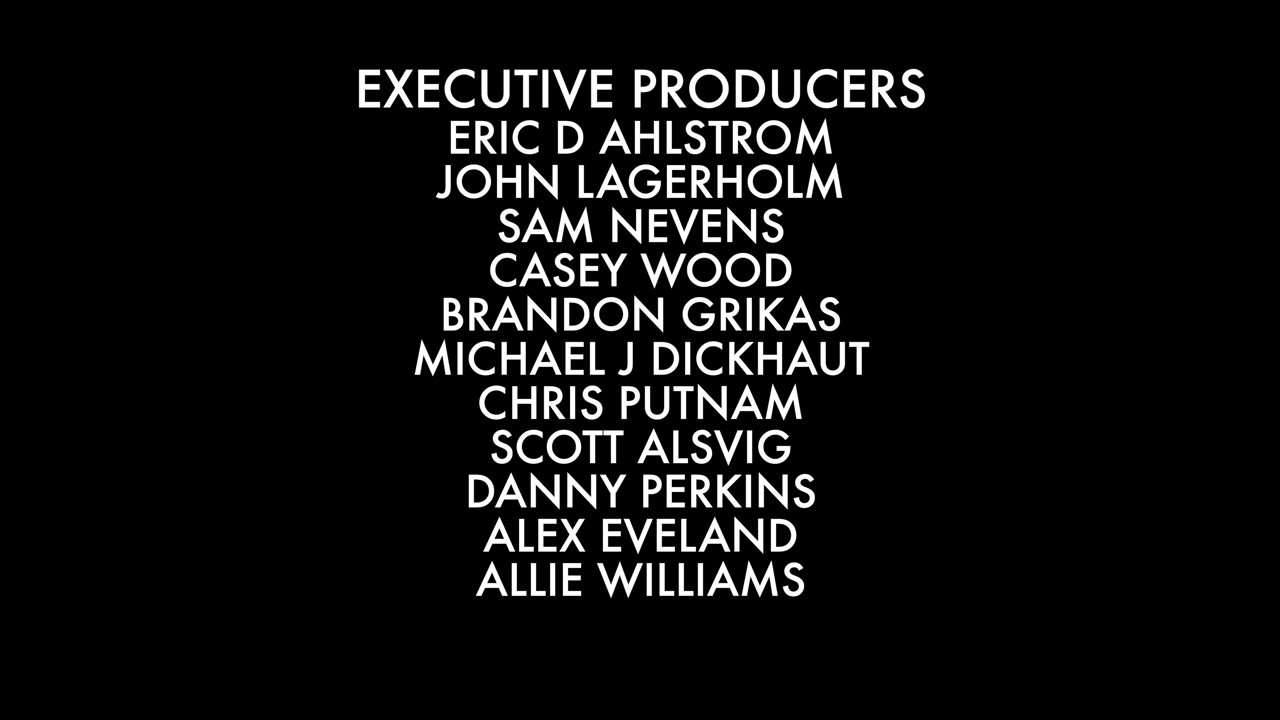 EXECUTIVE PRODUCERS
ERIC D AHLSTROM
JOHN LAGERHOLM
SAM NEVENS
CASEY WOOD
BRANDON GRIKAS
MICHAEL J DICKHAUT
CHRIS PUTNAM
SCOTT ALSVIG
DANNY PERKINS
ALEX EVELAND
ALLIE WILLIAMS